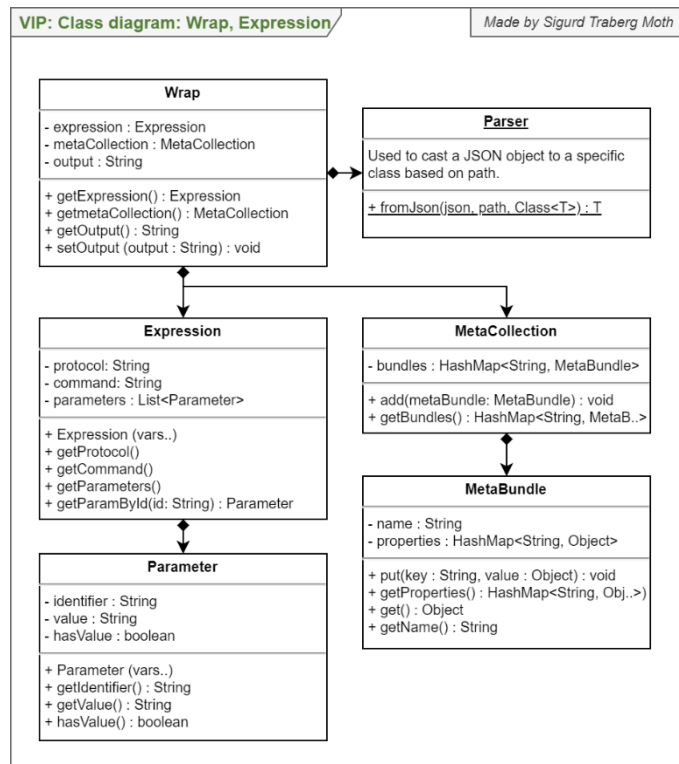 VIP: Class diagram: Wrap, Expression
Made by Sigurd Traberg Moth
Wrap
- expression : Expression
- metaCollection : MetaCollection
- output : String
+ getExpression() : Expression
+ getmetaCollection() : MetaCollection
+ getOutput() : String
+ setOutput (output : String) : void
Parser
Used to cast a JSON object to a specific
class based on path.
+ fromJson(json, path, Class<T>) : T
Expression
- protocol: String
- command: String
- parameters : List<Parameter>
+ Expression (vars..)
+ getProtocol()
+ getCommand()
+ getParameters()
+ getParamById(id: String) : Parameter
MetaCollection
- bundles : HashMap<String, MetaBundle>
+ add(metaBundle: MetaBundle) : void
+ getBundles() : HashMap<String, MetaB..>
MetaBundle
- name : String
- properties : HashMap<String, Object>
+ put(key : String, value : Object) : void
+ getProperties() : HashMap<String, Obj..>)
+ get() : Object
+ getName() : String
Parameter
- identifier : String
- value : String
- hasValue : boolean
+ Parameter (vars..)
+ getIdentifier() : String
+ getValue() : String
+ hasValue() : boolean